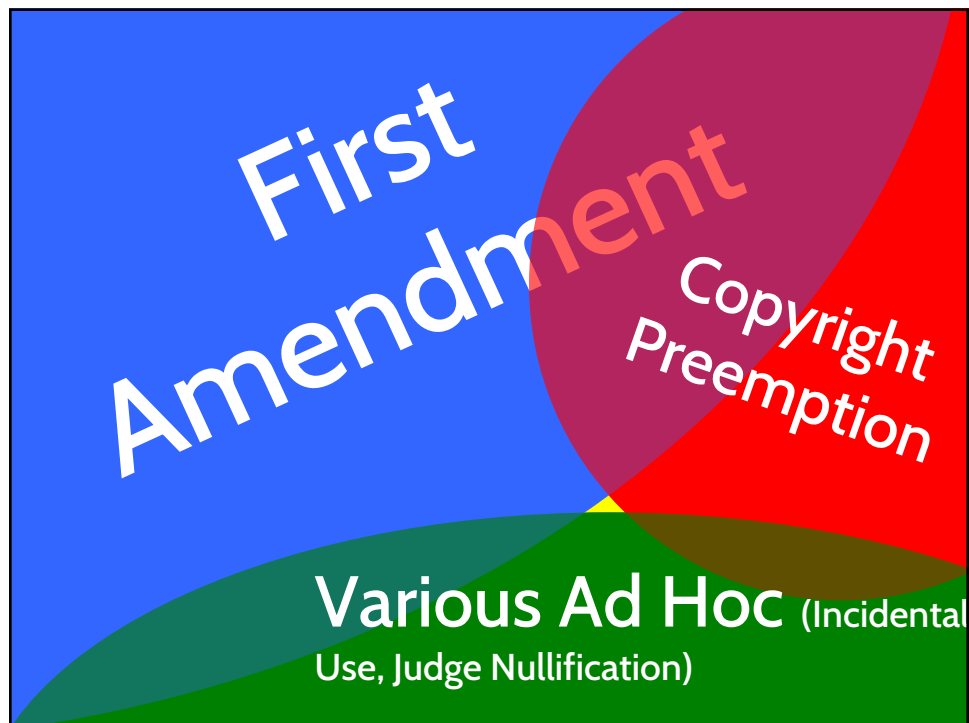 First
Amendment
Copyright
Preemption
Various Ad Hoc (Incidental
Use, Judge Nullification)